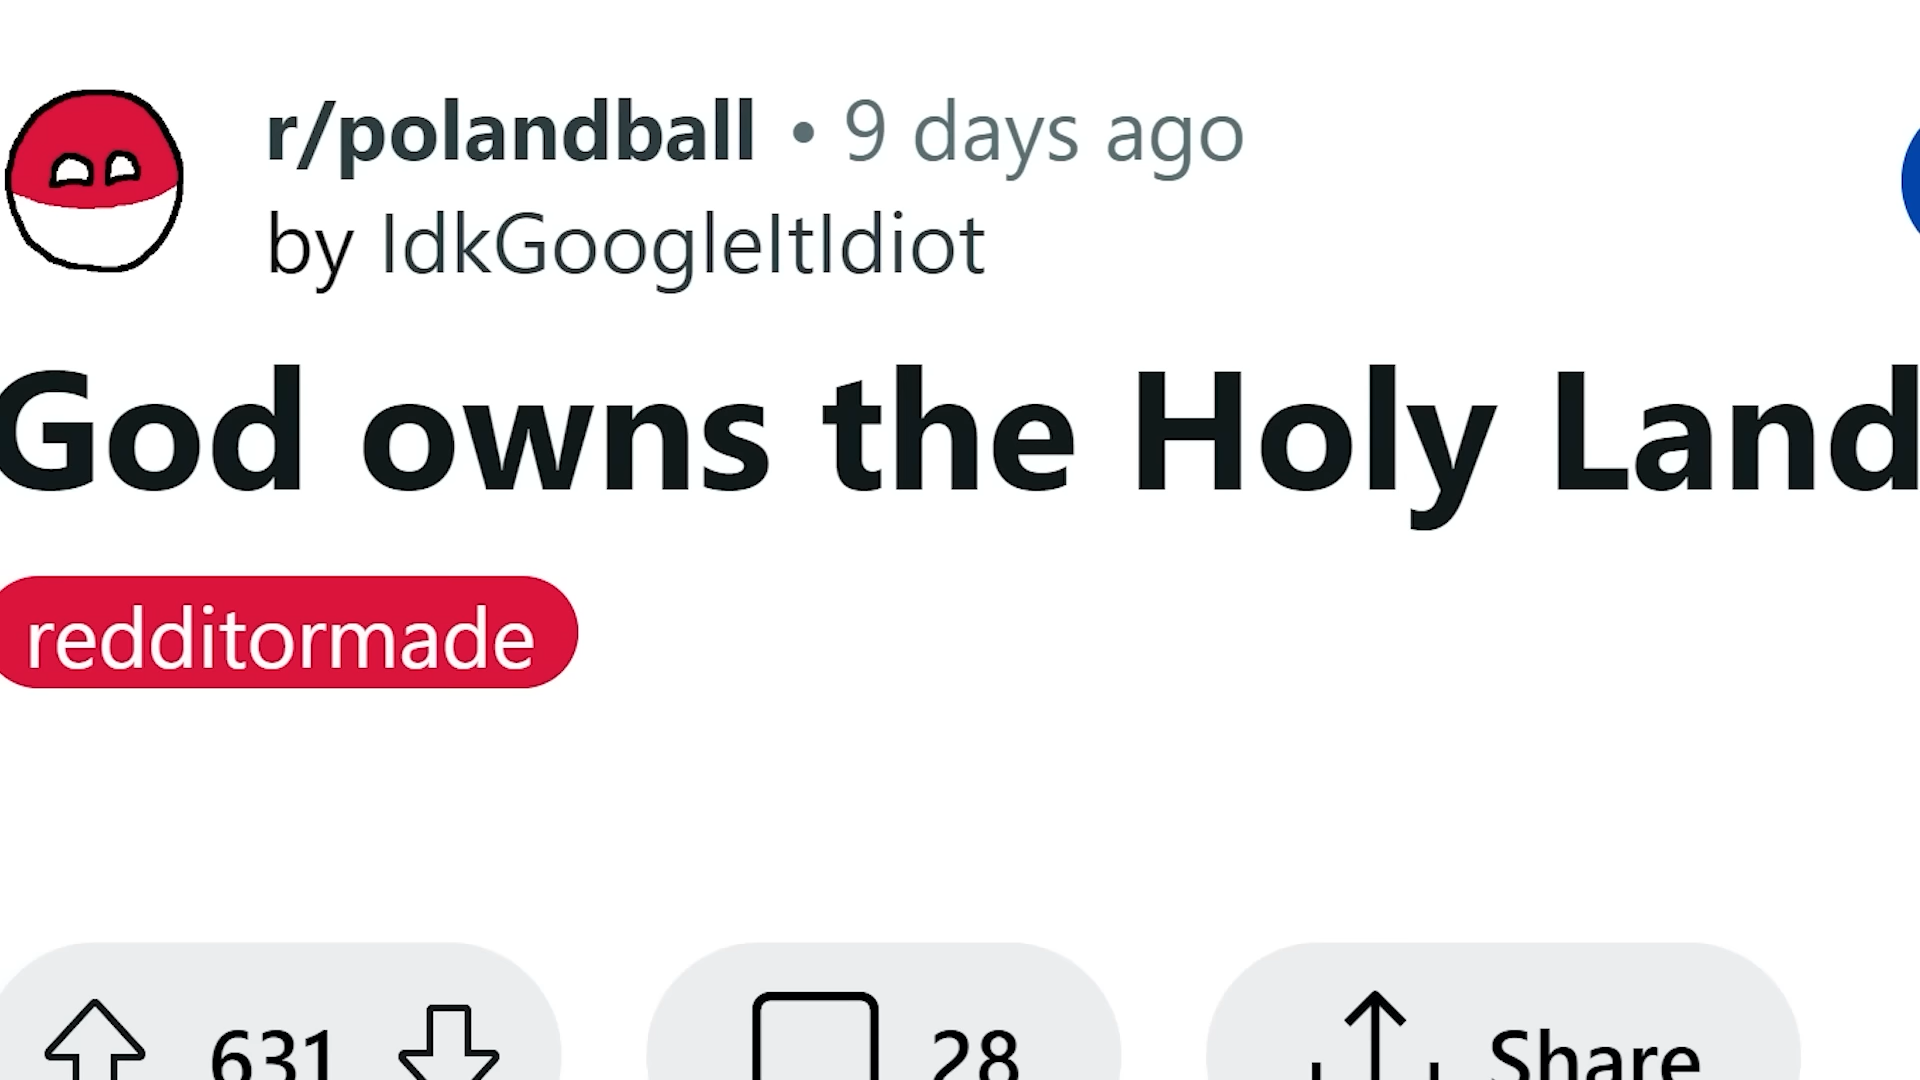 r/polandball • 9 days ago
by IdkGoogleItIdiot
God owns the Holy Land
redditormade
631 28 Share